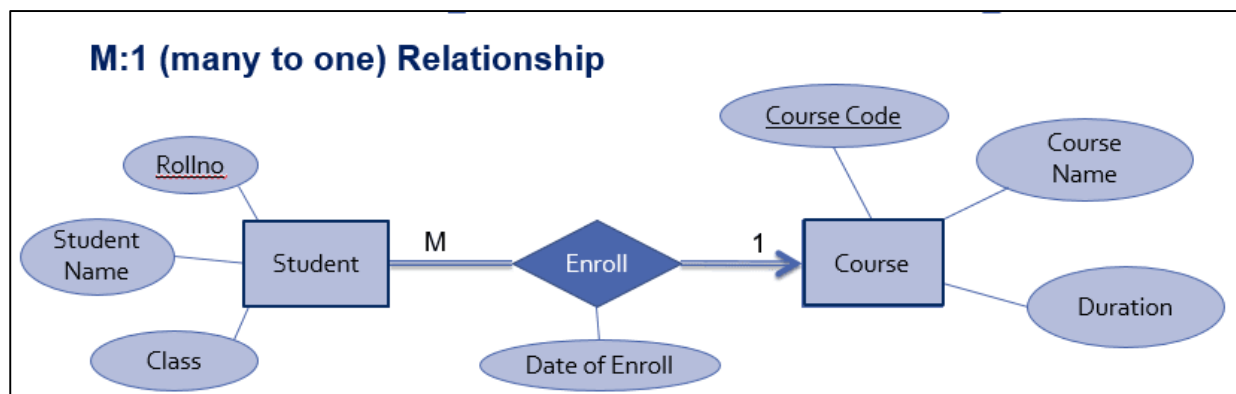 M:1 (many to one) Relationship
Course Code
Rollno
Course
Name
Student
Name
Student
M
Enroll
1
Course
Duration
Class
Date of Enroll